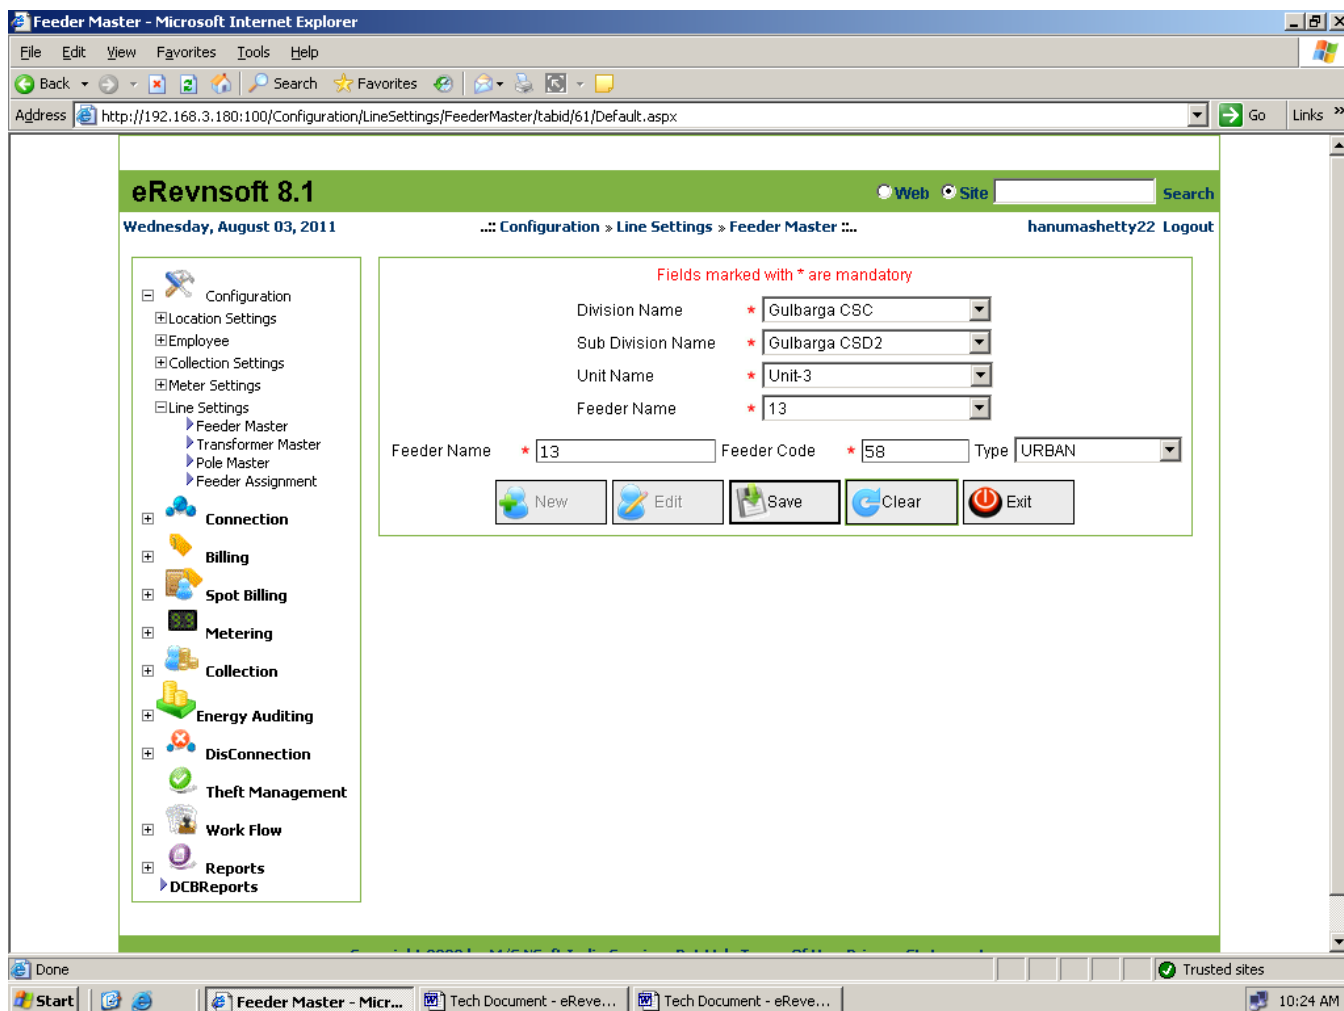 Feeder Master - Microsoft Internet Explorer
File Edit View Favorites Tools Help
Back Search Favorites
Address http://192.168.3.180:100/Configuration/LineSettings/FeederMaster/tabid/61/Default.aspx Go Links »
eRevnsoft 8.1 Web Site Search
Wednesday, August 03, 2011 ..:: Configuration » Line Settings » Feeder Master ::.. hanumashetty22 Logout
Configuration
Location Settings
Employee
Collection Settings
Meter Settings
Line Settings
Feeder Master
Transformer Master
Pole Master
Feeder Assignment
Connection
Billing
Spot Billing
Metering
Collection
Energy Auditing
DisConnection
Theft Management
Work Flow
Reports
DCBReports
Fields marked with * are mandatory
Division Name * Gulbarga CSC
Sub Division Name * Gulbarga CSD2
Unit Name * Unit-3
Feeder Name * 13
Feeder Name * 13 Feeder Code * 58 Type URBAN
New Edit Save Clear Exit
Done Trusted sites
Start Feeder Master - Micr... Tech Document - eReve... Tech Document - eReve... 10:24 AM